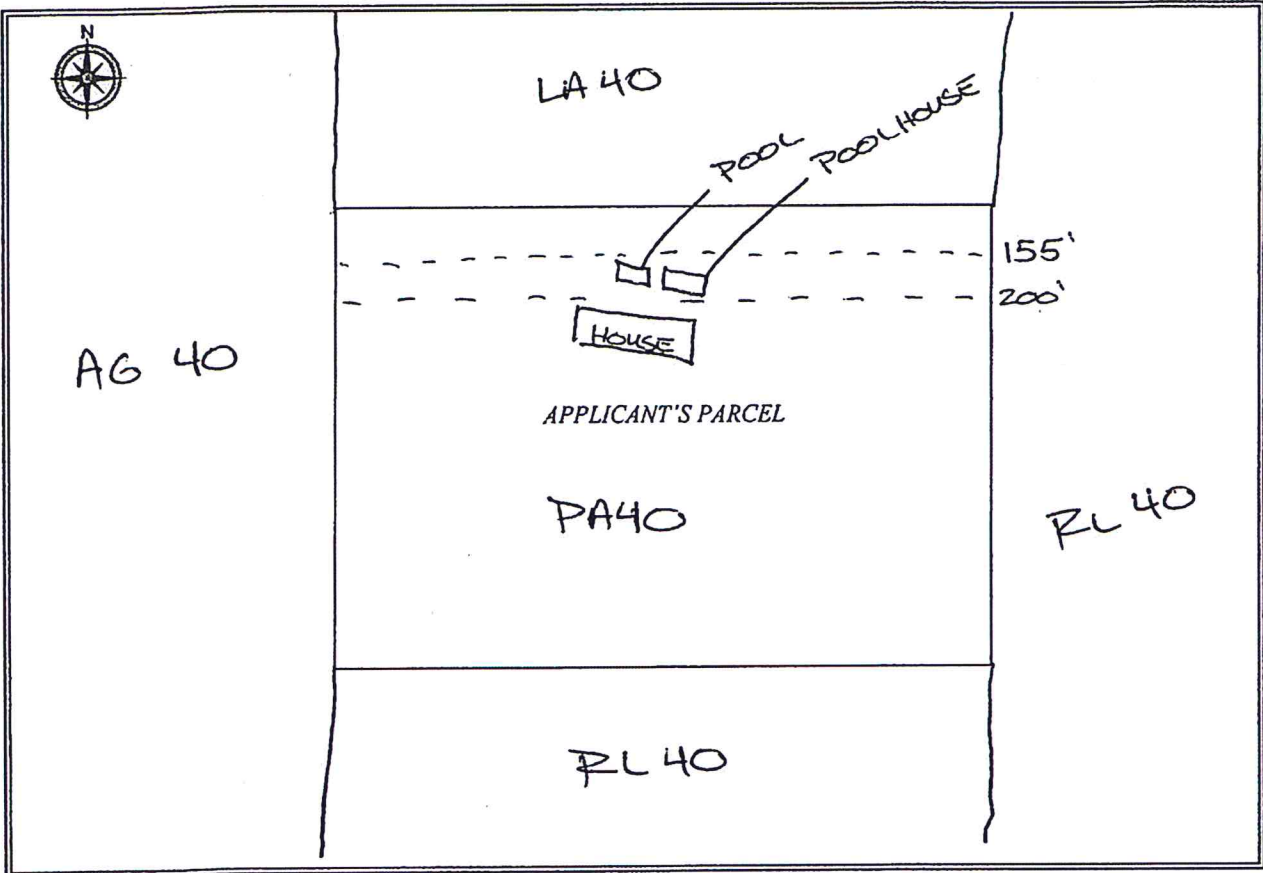 N
LA 40
POOL
POOLHOUSE
155'
200'
HOUSE
AG 40
APPLICANT'S PARCEL
PA40
RL 40
RL 40